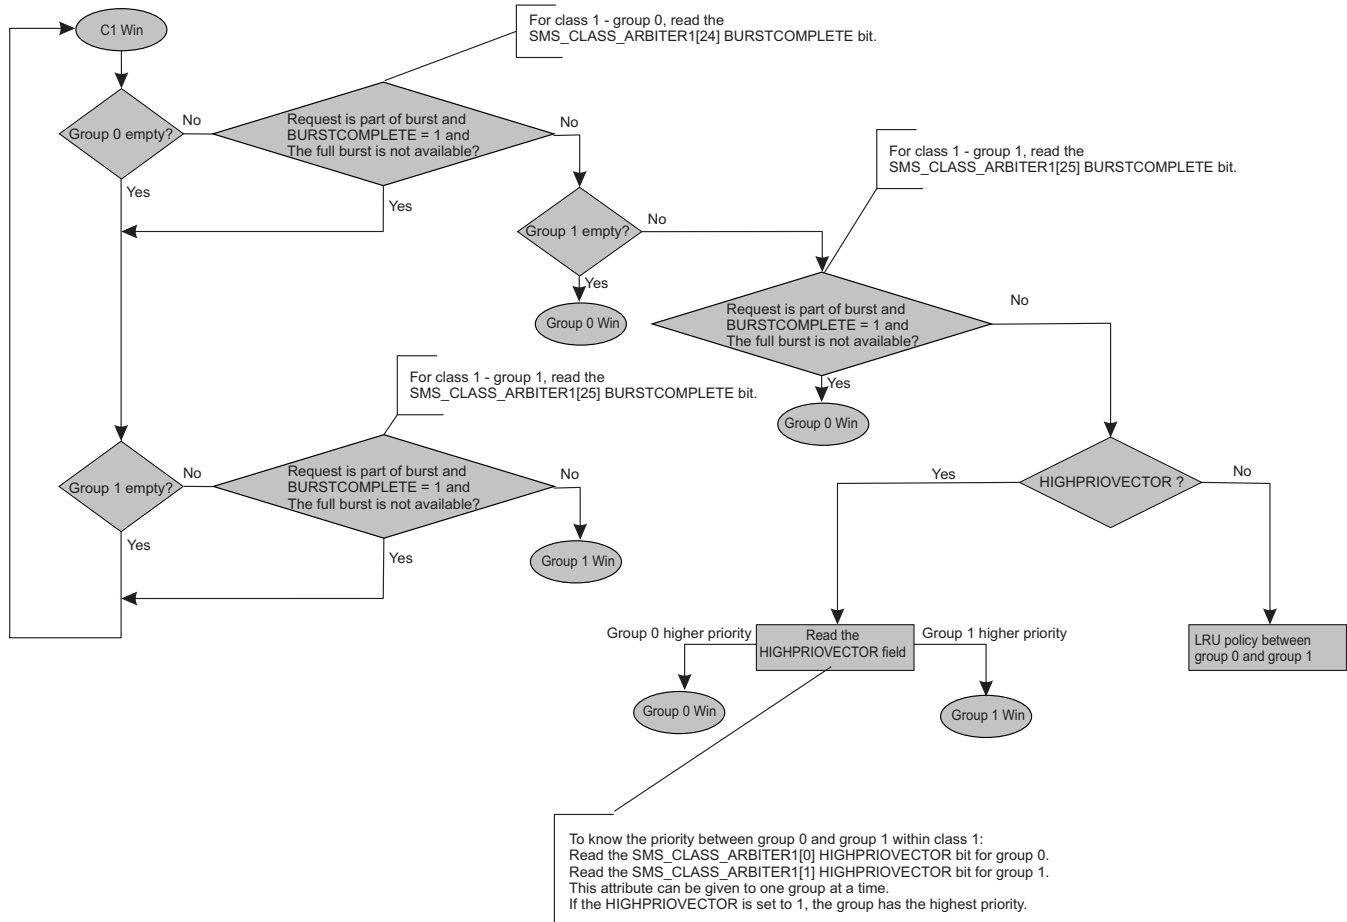 C1 Win
For class 1 - group 0, read the
SMS_CLASS_ARBITER1[24] BURSTCOMPLETE bit.
Group 0 empty?
No
Yes
Request is part of burst and
BURSTCOMPLETE = 1 and
The full burst is not available?
No
Yes
For class 1 - group 1, read the
SMS_CLASS_ARBITER1[25] BURSTCOMPLETE bit.
Group 1 empty?
No
Yes
Group 0 Win
Request is part of burst and
BURSTCOMPLETE = 1 and
The full burst is not available?
No
Yes
Group 0 Win
For class 1 - group 1, read the
SMS_CLASS_ARBITER1[25] BURSTCOMPLETE bit.
Group 1 empty?
No
Yes
Request is part of burst and
BURSTCOMPLETE = 1 and
The full burst is not available?
No
Yes
Group 1 Win
HIGHPRIOVECTOR ?
Yes
No
Group 0 higher priority
Read the
HIGHPRIOVECTOR field
Group 1 higher priority
LRU policy between
group 0 and group 1
Group 0 Win
Group 1 Win
To know the priority between group 0 and group 1 within class 1:
Read the SMS_CLASS_ARBITER1[0] HIGHPRIOVECTOR bit for group 0.
Read the SMS_CLASS_ARBITER1[1] HIGHPRIOVECTOR bit for group 1.
This attribute can be given to one group at a time.
If the HIGHPRIOVECTOR is set to 1, the group has the highest priority.